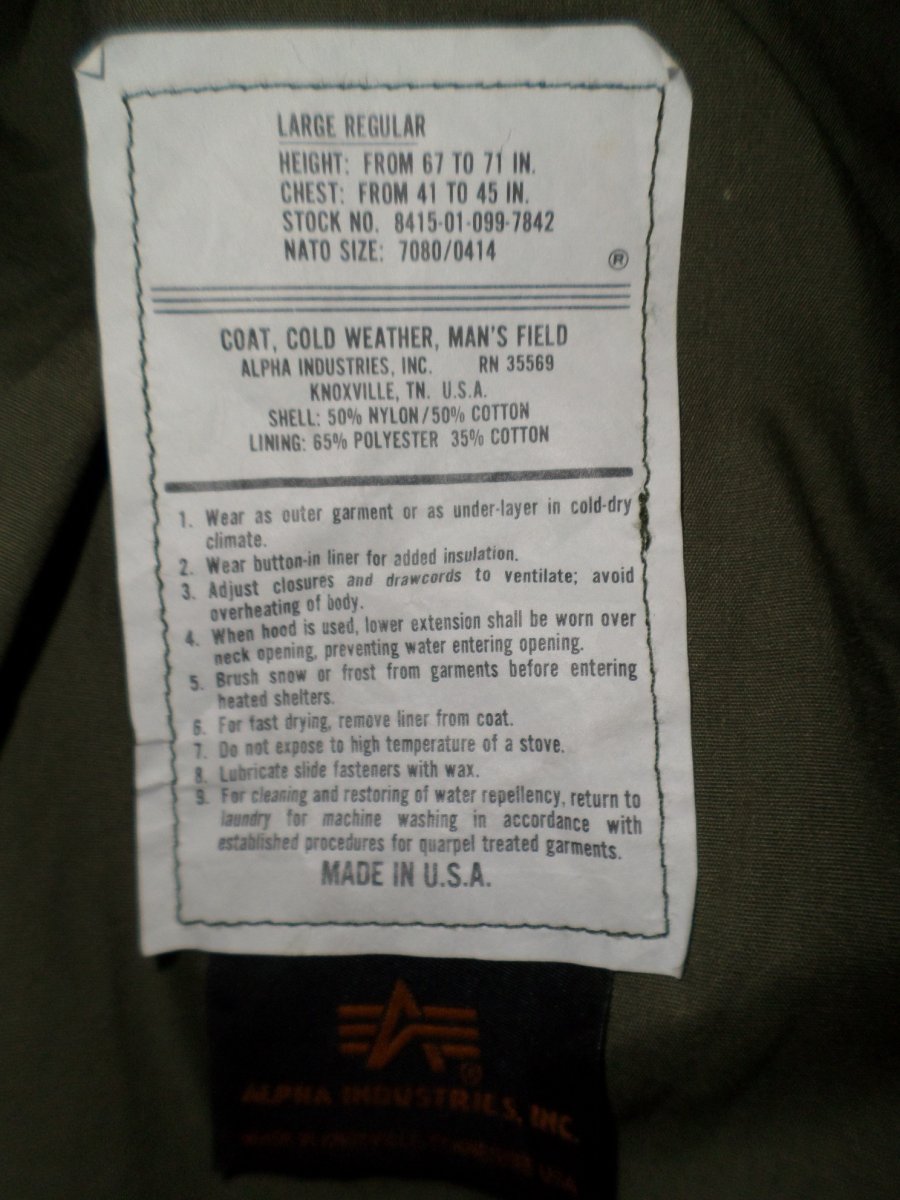 LARGE REGULAR
HEIGHT: FROM 67 TO 71 IN.
CHEST: FROM 41 TO 45 IN.
STOCK NO. 8415-01-099-7842
NATO SIZE: 7080/0414
®
COAT, COLD WEATHER, MAN'S FIELD
ALPHA INDUSTRIES, INC. RN 35569
KNOXVILLE, TN. U.S.A.
SHELL: 50% NYLON/50% COTTON
LINING: 65% POLYESTER 35% COTTON
1. Wear as outer garment or as under-layer in cold-dry
climate.
2. Wear button-in liner for added insulation.
3. Adjust closures and drawcords to ventilate; avoid
overheating of body.
4. When hood is used, lower extension shall be worn over
neck opening, preventing water entering opening.
5. Brush snow or frost from garments before entering
heated shelters.
6. For fast drying, remove liner from coat.
7. Do not expose to high temperature of a stove.
8. Lubricate slide fasteners with wax.
9. For cleaning and restoring of water repellency, return to
laundry for machine washing in accordance with
established procedures for quarpel treated garments.
MADE IN U.S.A.
®
ALPHA INDUSTRIES, INC.